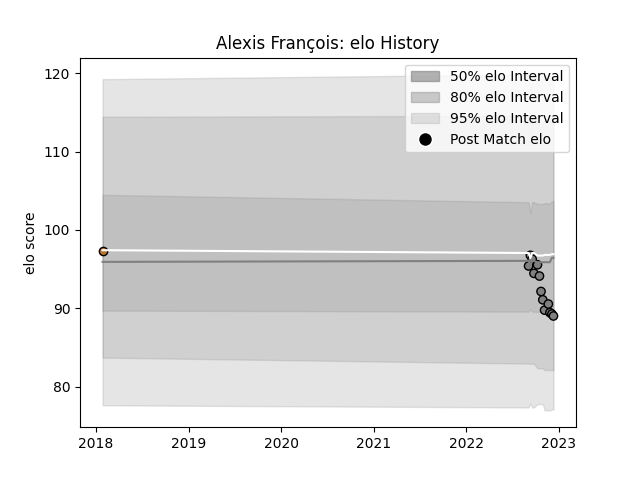 Alexis François: elo History
120
110
100
90
80
elo score
50% elo Interval
80% elo Interval
95% elo Interval
Post Match elo
2018
2019
2020
2021
2022
2023